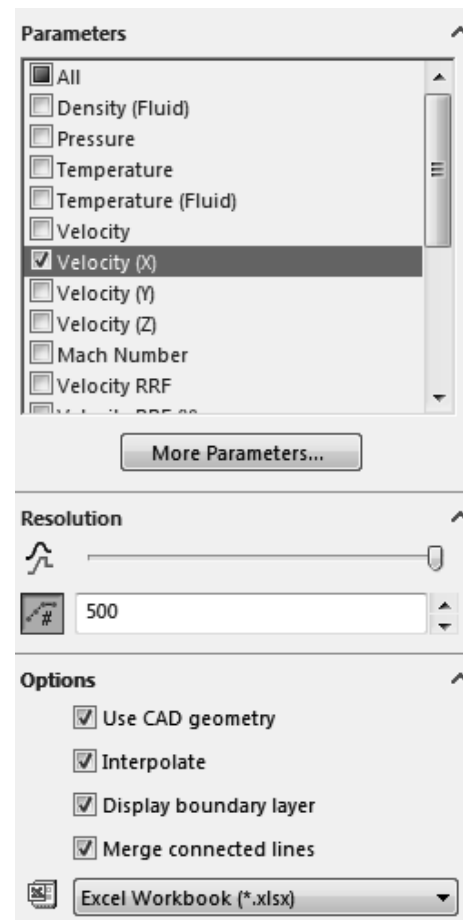 Parameters
All
Density (Fluid)
Pressure
Temperature
Temperature (Fluid)
Velocity
Velocity (X)
Velocity (Y)
Velocity (Z)
Mach Number
Velocity RRF
More Parameters...
Resolution
#
500
Options
Use CAD geometry
Interpolate
Display boundary layer
Merge connected lines
Excel Workbook (*.xlsx)